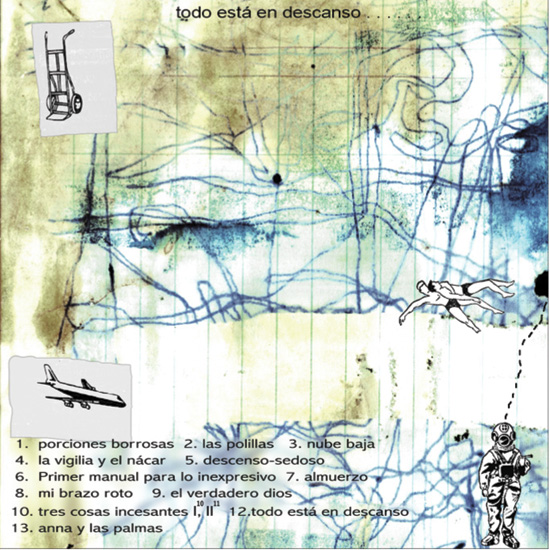 todo está en descanso . . . . . . .
1. porciones borrosas 2. las polillas 3. nube baja
4. la vigilia y el nácar 5. descenso-sedoso
6. Primer manual para lo inexpresivo 7. almuerzo
8. mi brazo roto 9. el verdadero dios
10. tres cosas incesantes I,10 II11 12,todo está en descanso
13. anna y las palmas